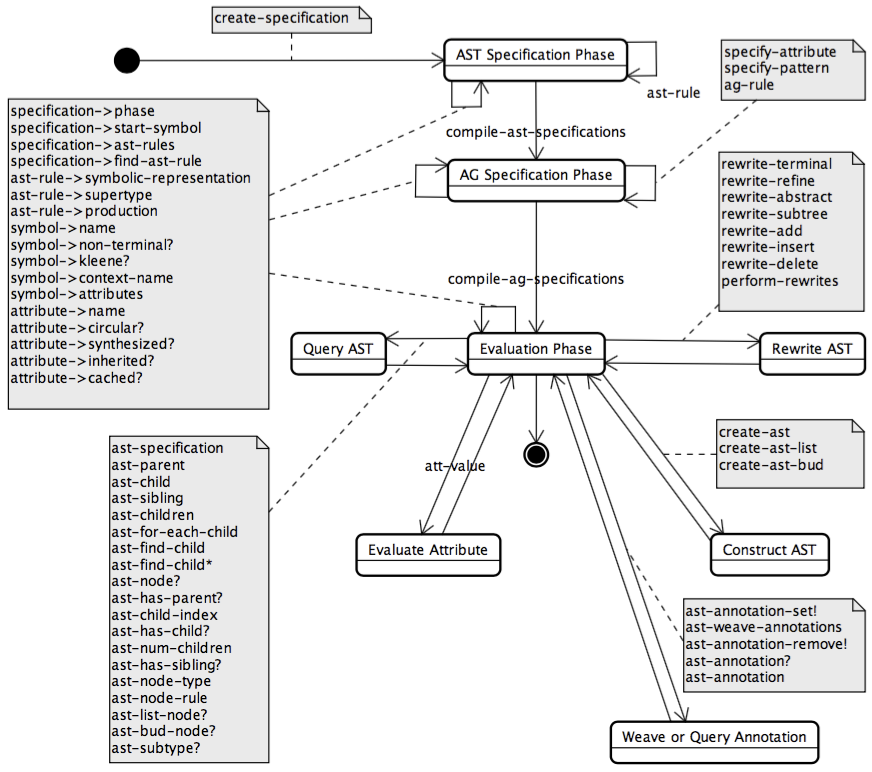 create-specification
AST Specification Phase
specify-attribute
specify-pattern
ag-rule
ast-rule
specification->phase
specification->start-symbol
specification->ast-rules
specification->find-ast-rule
ast-rule->symbolic-representation
ast-rule->supertype
ast-rule->production
symbol->name
symbol->non-terminal?
symbol->kleene?
symbol->context-name
symbol->attributes
attribute->name
attribute->circular?
attribute->synthesized?
attribute->inherited?
attribute->cached?
compile-ast-specifications
AG Specification Phase
rewrite-terminal
rewrite-refine
rewrite-abstract
rewrite-subtree
rewrite-add
rewrite-insert
rewrite-delete
perform-rewrites
compile-ag-specifications
Query AST
Evaluation Phase
Rewrite AST
create-ast
create-ast-list
create-ast-bud
ast-specification
ast-parent
ast-child
ast-sibling
ast-children
ast-for-each-child
ast-find-child
ast-find-child*
ast-node?
ast-has-parent?
ast-child-index
ast-has-child?
ast-num-children
ast-has-sibling?
ast-node-type
ast-node-rule
ast-list-node?
ast-bud-node?
ast-subtype?
att-value
Evaluate Attribute
Construct AST
ast-annotation-set!
ast-weave-annotations
ast-annotation-remove!
ast-annotation?
ast-annotation
Weave or Query Annotation